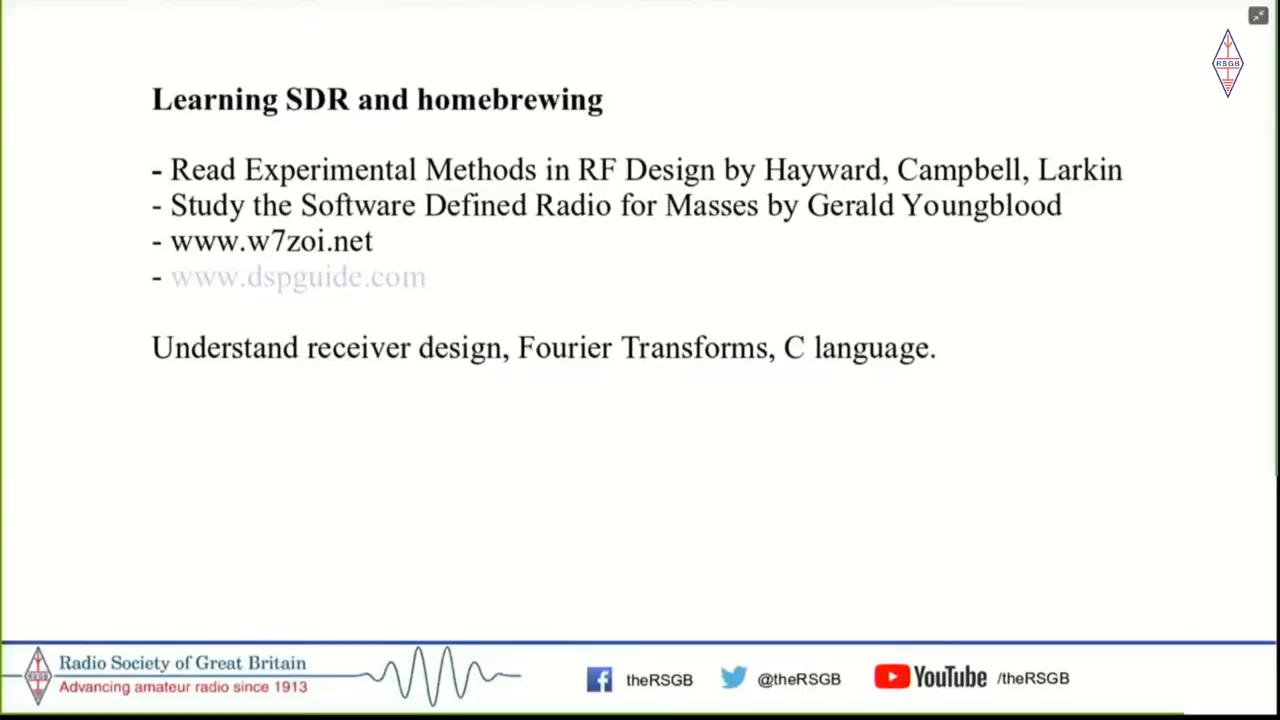 RSGB
Learning SDR and homebrewing
- Read Experimental Methods in RF Design by Hayward, Campbell, Larkin
- Study the Software Defined Radio for Masses by Gerald Youngblood
- www.w7zoi.net
- www.dspguide.com
Understand receiver design, Fourier Transforms, C language.
RSGB
Radio Society of Great Britain
Advancing amateur radio since 1913
theRSGB
@theRSGB
YouTube /theRSGB